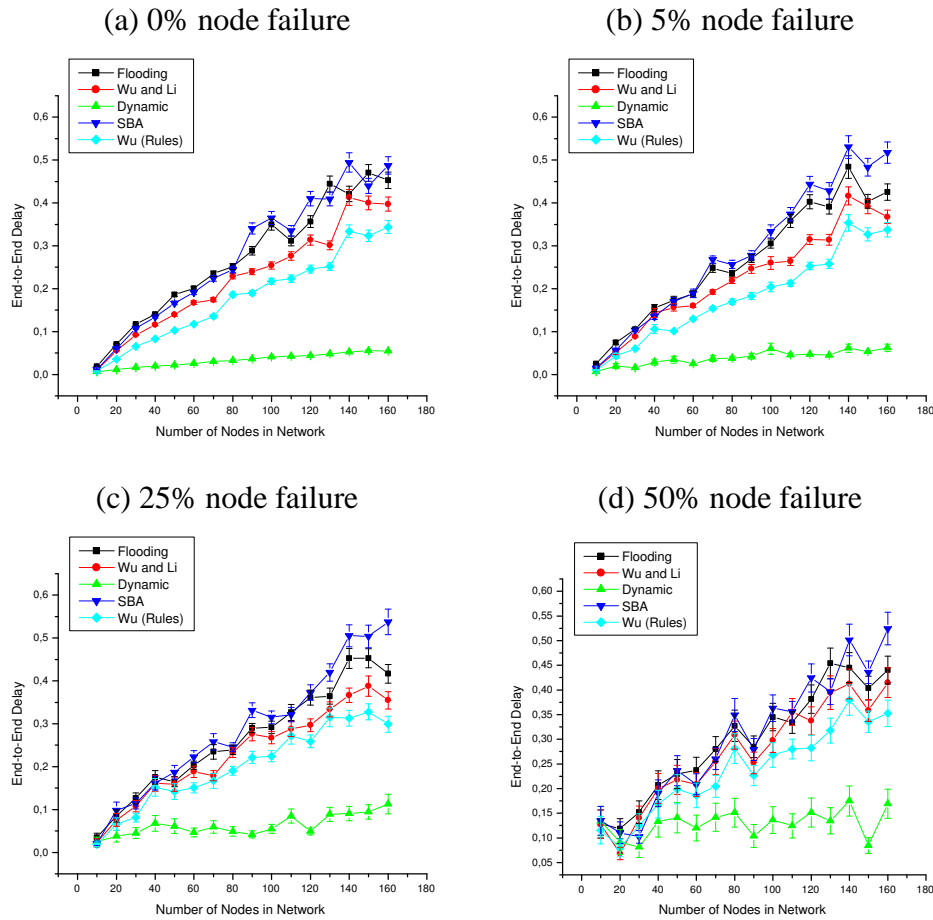 (a) 0% node failure
Flooding
Wu and Li
Dynamic
SBA
Wu (Rules)
0,6
0,5
0,4
0,3
0,2
0,1
0,0
End-to-End Delay
0 20 40 60 80 100 120 140 160 180
Number of Nodes in Network
(b) 5% node failure
Flooding
Wu and Li
Dynamic
SBA
Wu (Rules)
0,6
0,5
0,4
0,3
0,2
0,1
0,0
End-to-End Delay
0 20 40 60 80 100 120 140 160 180
Number of Nodes in Network
(c) 25% node failure
Flooding
Wu and Li
Dynamic
SBA
Wu (Rules)
0,6
0,5
0,4
0,3
0,2
0,1
0,0
End-to-End Delay
0 20 40 60 80 100 120 140 160 180
Number of Nodes in Network
(d) 50% node failure
Flooding
Wu and Li
Dynamic
SBA
Wu (Rules)
0,60
0,55
0,50
0,45
0,40
0,35
0,30
0,25
0,20
0,15
0,10
0,05
End-to-End Delay
0 20 40 60 80 100 120 140 160 180
Number of Nodes in Network